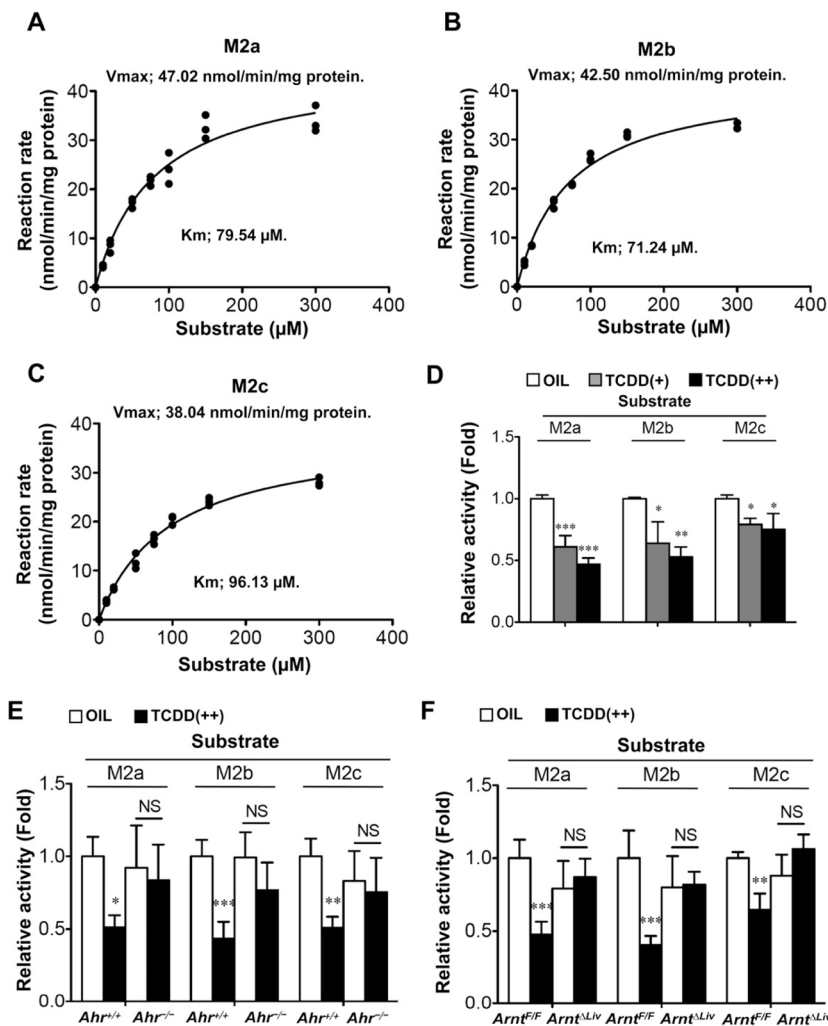 A
M2a
Vmax; 47.02 nmol/min/mg protein.
Reaction rate
(nmol/min/mg protein)
40
30
20
10
0
Km; 79.54 µM.
0 100 200 300 400
Substrate (µM)
B
M2b
Vmax; 42.50 nmol/min/mg protein.
Reaction rate
(nmol/min/mg protein)
40
30
20
10
0
Km; 71.24 µM.
0 100 200 300 400
Substrate (µM)
C
M2c
Vmax; 38.04 nmol/min/mg protein.
Reaction rate
(nmol/min/mg protein)
40
30
20
10
0
Km; 96.13 µM.
0 100 200 300 400
Substrate (µM)
D
OIL TCDD(+) TCDD(++)
Substrate
M2a M2b M2c
Relative activity (Fold)
1.5
1.0
0.5
0.0
*** *** * ** * *
E
OIL TCDD(++)
Substrate
M2a M2b M2c
NS NS NS
Relative activity (Fold)
1.5
1.0
0.5
0.0
* *** **
Ahr+/+ Ahr-/- Ahr+/+ Ahr-/- Ahr+/+ Ahr-/-
F
OIL TCDD(++)
Substrate
M2a M2b M2c
NS NS NS
Relative activity (Fold)
1.5
1.0
0.5
0.0
*** *** **
ArntF/F ArntΔLiv ArntF/F ArntΔLiv ArntF/F ArntΔLiv